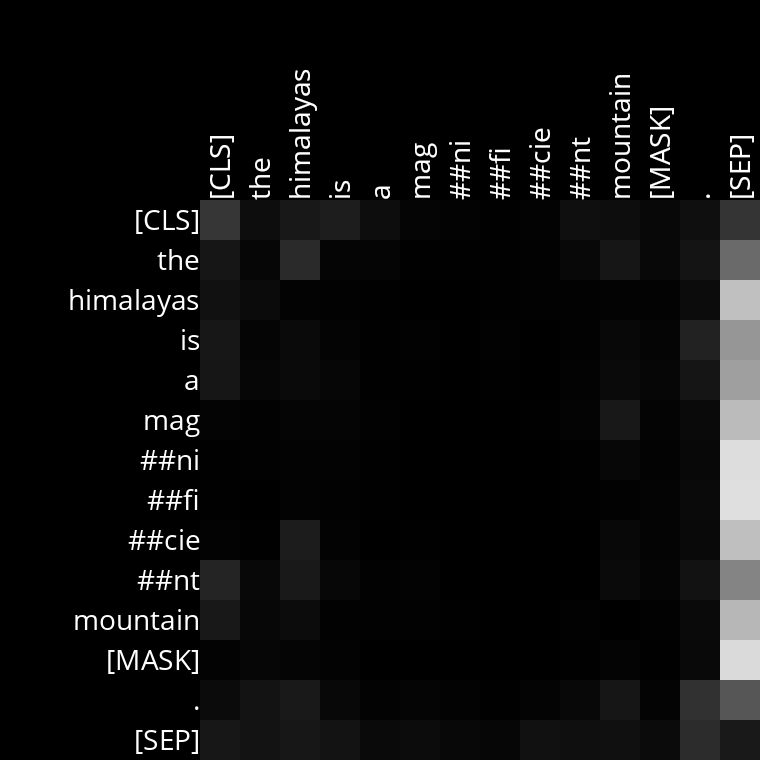 [CLS] the himalayas is a mag ##ni ##fi ##cie ##nt mountain [MASK] . [SEP]
[CLS]
the
himalayas
is
a
mag
##ni
##fi
##cie
##nt
mountain
[MASK]
.
[SEP]